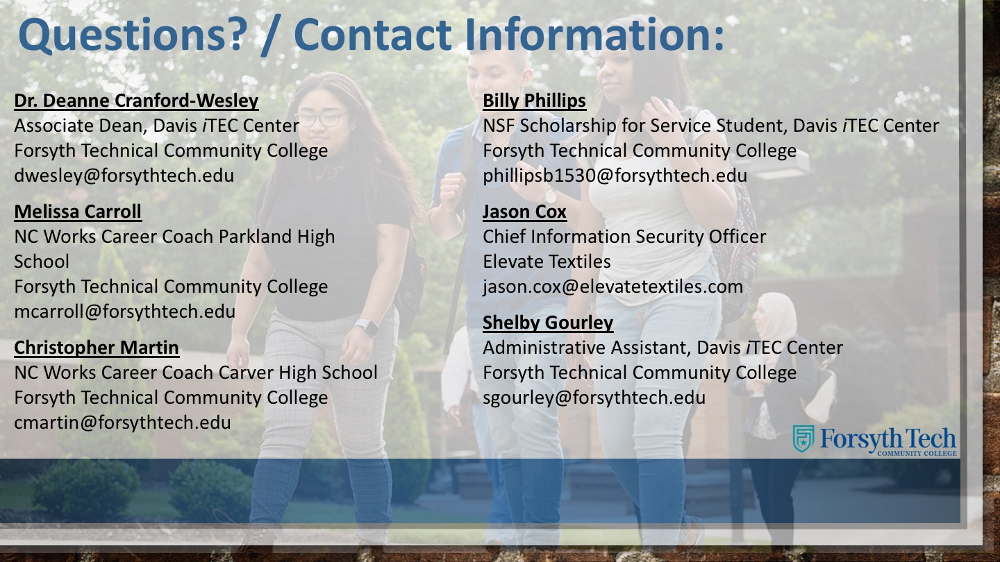 Questions? / Contact Information:
Dr. Deanne Cranford-Wesley
Associate Dean, Davis iTEC Center
Forsyth Technical Community College
dwesley@forsythtech.edu
Melissa Carroll
NC Works Career Coach Parkland High
School
Forsyth Technical Community College
mcarroll@forsythtech.edu
Christopher Martin
NC Works Career Coach Carver High School
Forsyth Technical Community College
cmartin@forsythtech.edu
Billy Phillips
NSF Scholarship for Service Student, Davis iTEC Center
Forsyth Technical Community College
phillipsb1530@forsythtech.edu
Jason Cox
Chief Information Security Officer
Elevate Textiles
jason.cox@elevatetextiles.com
Shelby Gourley
Administrative Assistant, Davis iTEC Center
Forsyth Technical Community College
sgourley@forsythtech.edu
Forsyth Tech
COMMUNITY COLLEGE